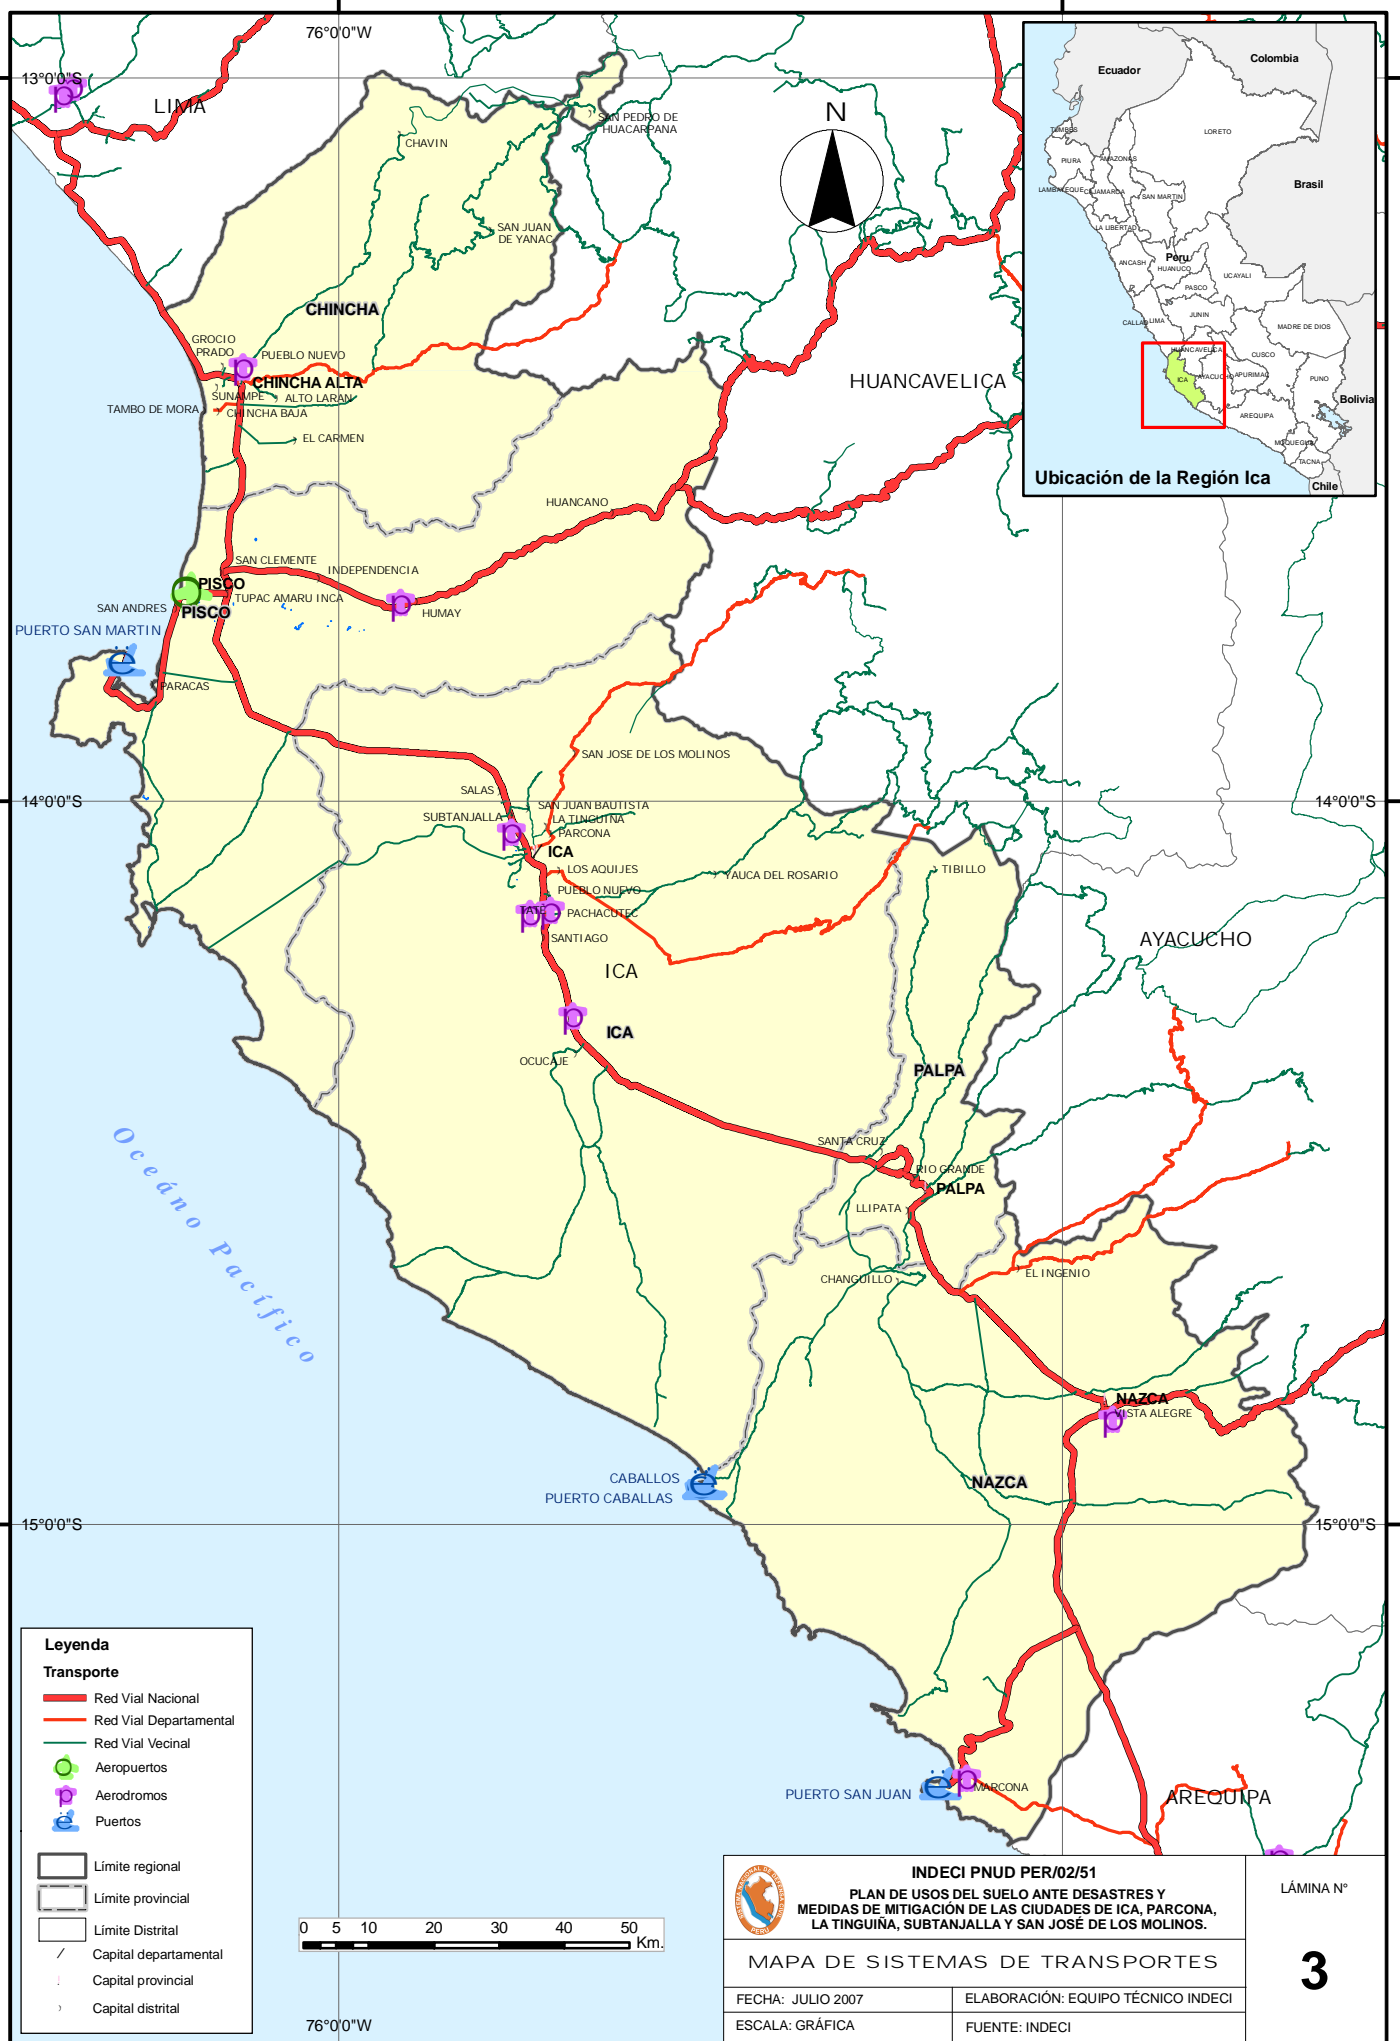 76°0'0"W
13°0'0"S
LIMA
SAN PEDRO DE
HUACARPANA
CHAVIN
SAN JUAN
DE YANAC
N
CHINCHA
GROCIO
PRADO
PUEBLO NUEVO
CHINCHA ALTA
SUNAMPE
ALTO LARAN
TAMBO DE MORA
CHINCHA BAJA
EL CARMEN
HUANCAVELICA
HUANCANO
SAN CLEMENTE
INDEPENDENCIA
PISCO
TUPAC AMARU INCA
SAN ANDRES
PISCO
HUMAY
PUERTO SAN MARTIN
PARACAS
SAN JOSE DE LOS MOLINOS
SALAS
14°0'0"S
SAN JUAN BAUTISTA
SUBTANJALLA
LA TINGUIÑA
PARCONA
ICA
LOS AQUIJES
YAUCA DEL ROSARIO
TIBILLO
PUEBLO NUEVO
TATE
PACHACUTEC
SANTIAGO
AYACUCHO
ICA
ICA
OCUCAJE
PALPA
SANTA CRUZ
RIO GRANDE
PALPA
LLIPATA
CHANGUILLO
EL INGENIO
Oceáno Pacífico
NAZCA
VISTA ALEGRE
CABALLOS
PUERTO CABALLAS
NAZCA
15°0'0"S
15°0'0"S
PUERTO SAN JUAN
MARCONA
AREQUIPA
14°0'0"S
76°0'0"W
Ecuador
Colombia
TUMBES
LORETO
PIURA
AMAZONAS
Brasil
LAMBAYEQUE
CAJAMARCA
SAN MARTIN
LA LIBERTAD
ANCASH
Peru
HUANUCO
UCAYALI
PASCO
CALLAO
LIMA
JUNIN
MADRE DE DIOS
HUANCAVELICA
CUSCO
ICA
AYACUCHO
APURIMAC
PUNO
Bolivia
AREQUIPA
MOQUEGUA
TACNA
Ubicación de la Región Ica
Chile
Leyenda
Transporte
Red Vial Nacional
Red Vial Departamental
Red Vial Vecinal
Aeropuertos
Aerodromos
Puertos
Límite regional
Límite provincial
Límite Distrital
Capital departamental
Capital provincial
Capital distrital
0 5 10 20 30 40 50
Km.
INDECI PNUD PER/02/51
PLAN DE USOS DEL SUELO ANTE DESASTRES Y
MEDIDAS DE MITIGACIÓN DE LAS CIUDADES DE ICA, PARCONA,
LA TINGUIÑA, SUBTANJALLA Y SAN JOSÉ DE LOS MOLINOS.
MAPA DE SISTEMAS DE TRANSPORTES
FECHA: JULIO 2007
ELABORACIÓN: EQUIPO TÉCNICO INDECI
ESCALA: GRÁFICA
FUENTE: INDECI
LÁMINA N°
3